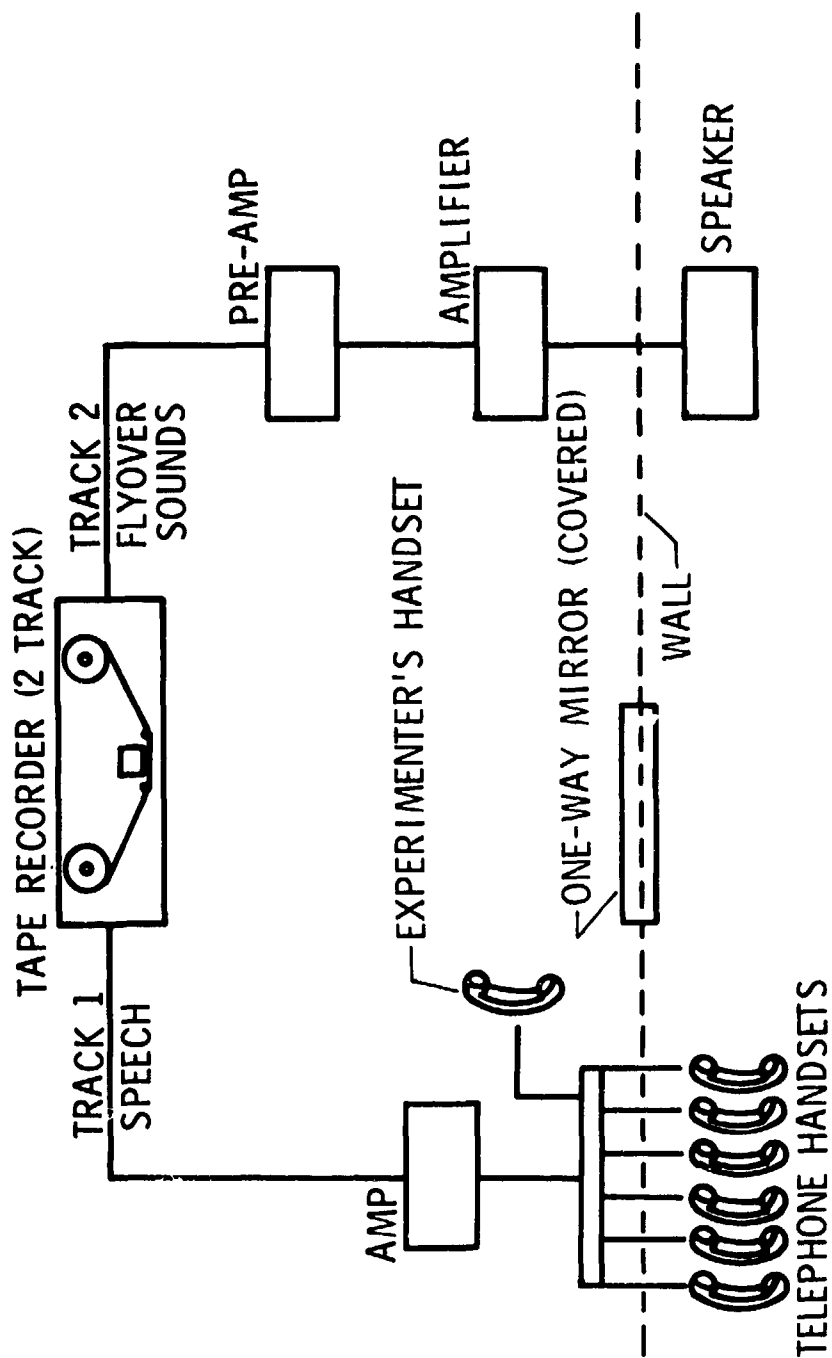 TAPE RECORDER (2 TRACK)
TRACK 1
SPEECH
TRACK 2
FLYOVER
SOUNDS
PRE-AMP
AMP
EXPERIMENTER'S HANDSET
AMPLIFIER
ONE-WAY MIRROR (COVERED)
WALL
TELEPHONE HANDSETS
SPEAKER